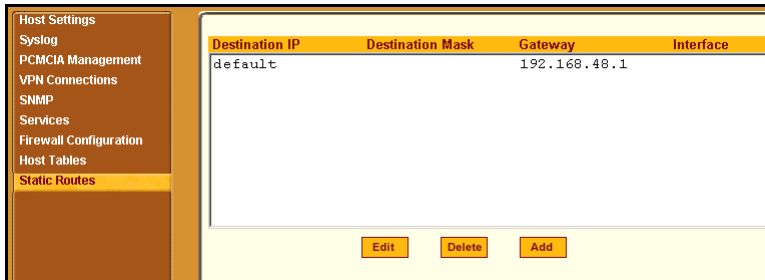 Host Settings
Syslog
PCMCIA Management
VPN Connections
SNMP
Services
Firewall Configuration
Host Tables
Static Routes
Destination IP Destination Mask Gateway Interface
default 192.168.48.1
Edit Delete Add